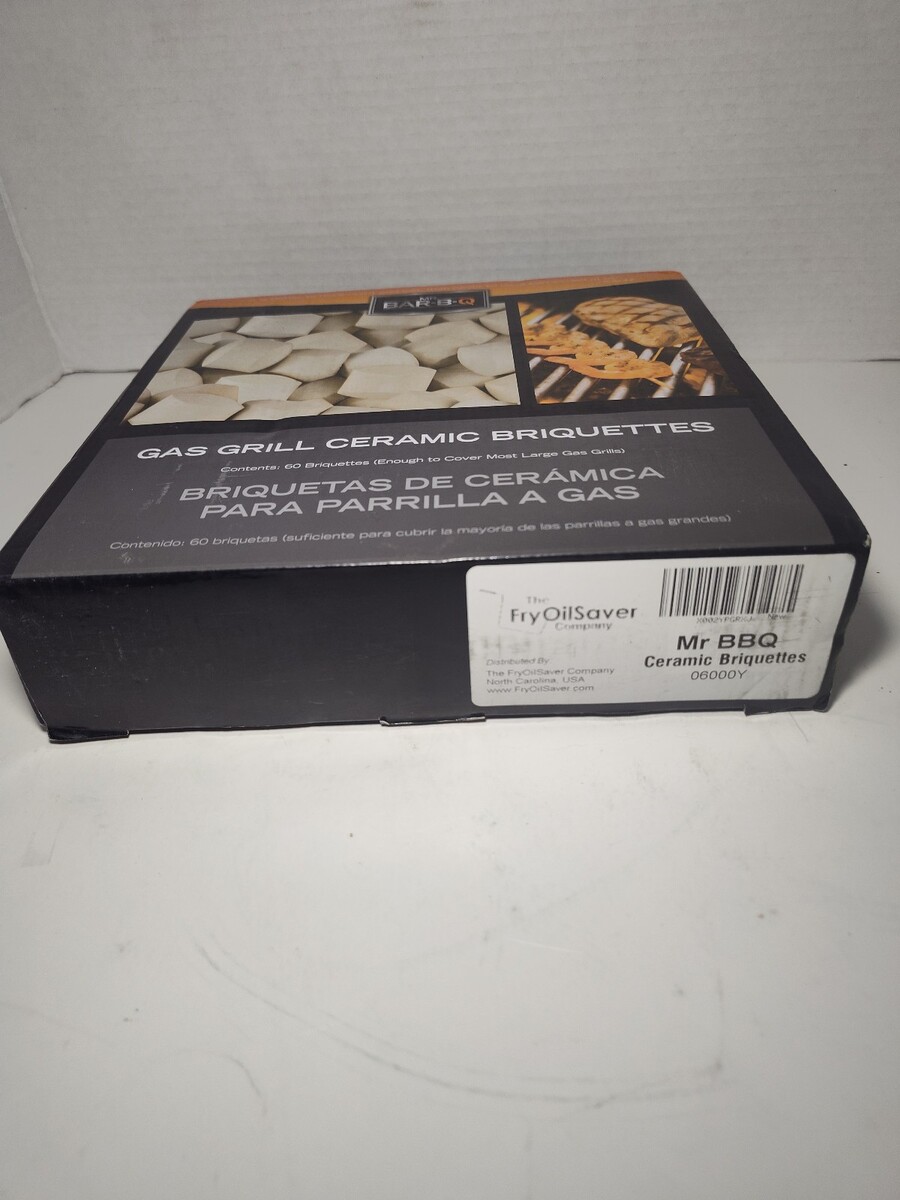 MR.
BAR-B-Q
GAS GRILL CERAMIC BRIQUETTES
Contents: 60 Briquettes (Enough to Cover Most Large Gas Grills)
BRIQUETAS DE CERÁMICA
PARA PARRILLA A GAS
Contenido: 60 briquetas (suficiente para cubrir la mayoría de las parrillas a gas grandes)
The
FryOilSaver
Company
Distributed By
The FryOilSaver Company
North Carolina, USA
www.FryOilSaver.com
New
Mr BBQ
Ceramic Briquettes
06000Y